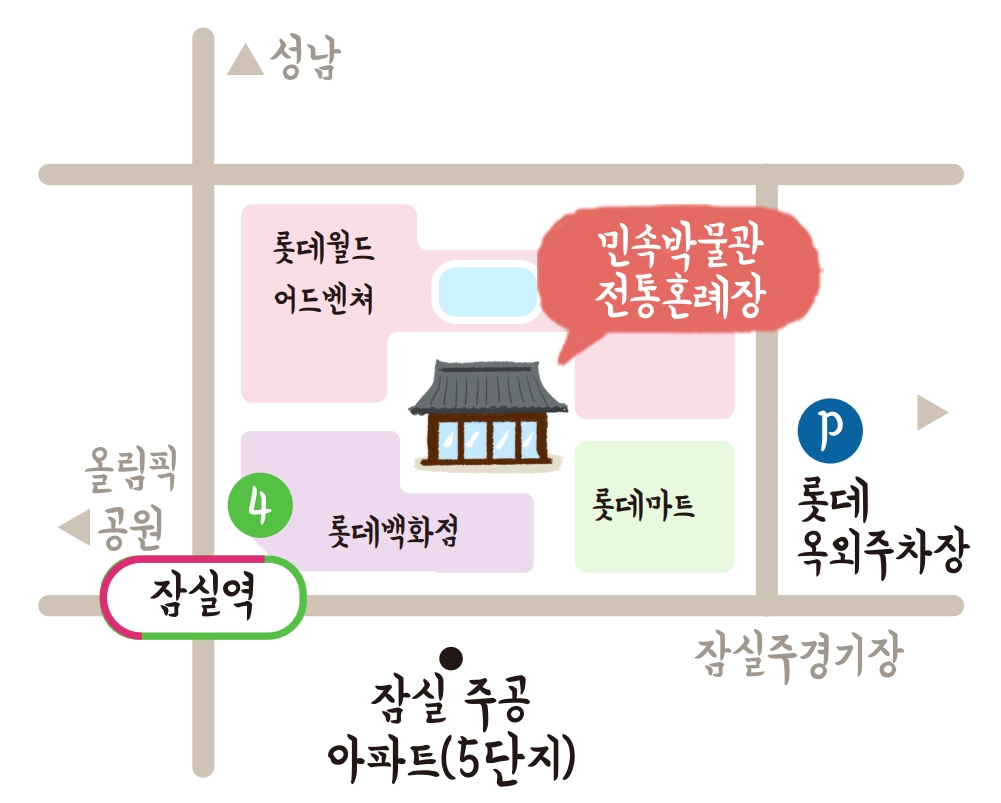 성남
롯데월드
어드벤쳐
민속박물관
전통혼례장
올림픽
공원
4
롯데백화점
롯데마트
P
롯데
옥외주차장
잠실역
잠실주경기장
잠실 주공
아파트(5단지)